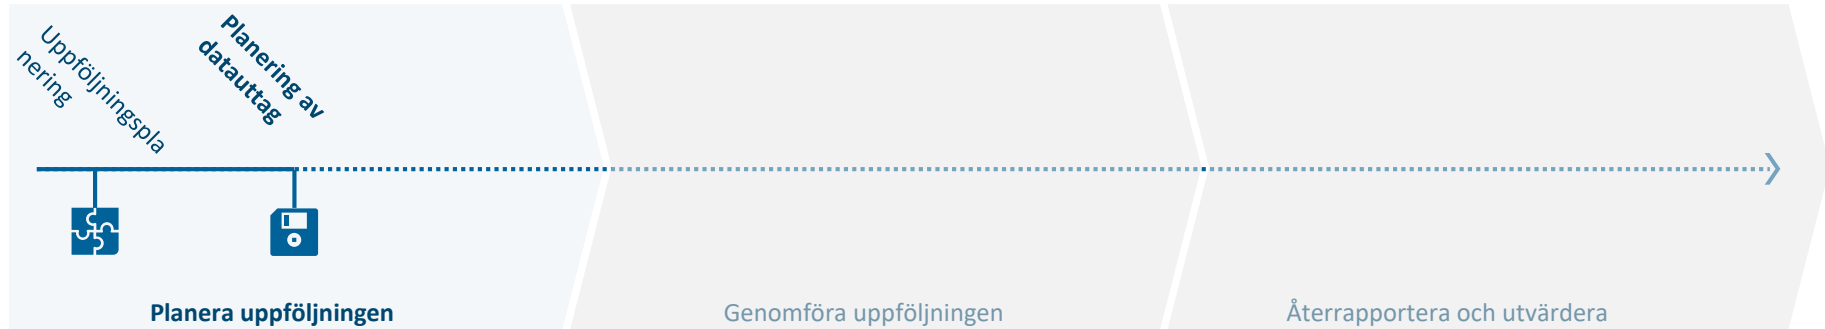 Uppföljningspla
nering
Planering av
datauttag
Planera uppföljningen
Genomföra uppföljningen
Återrapportera och utvärdera